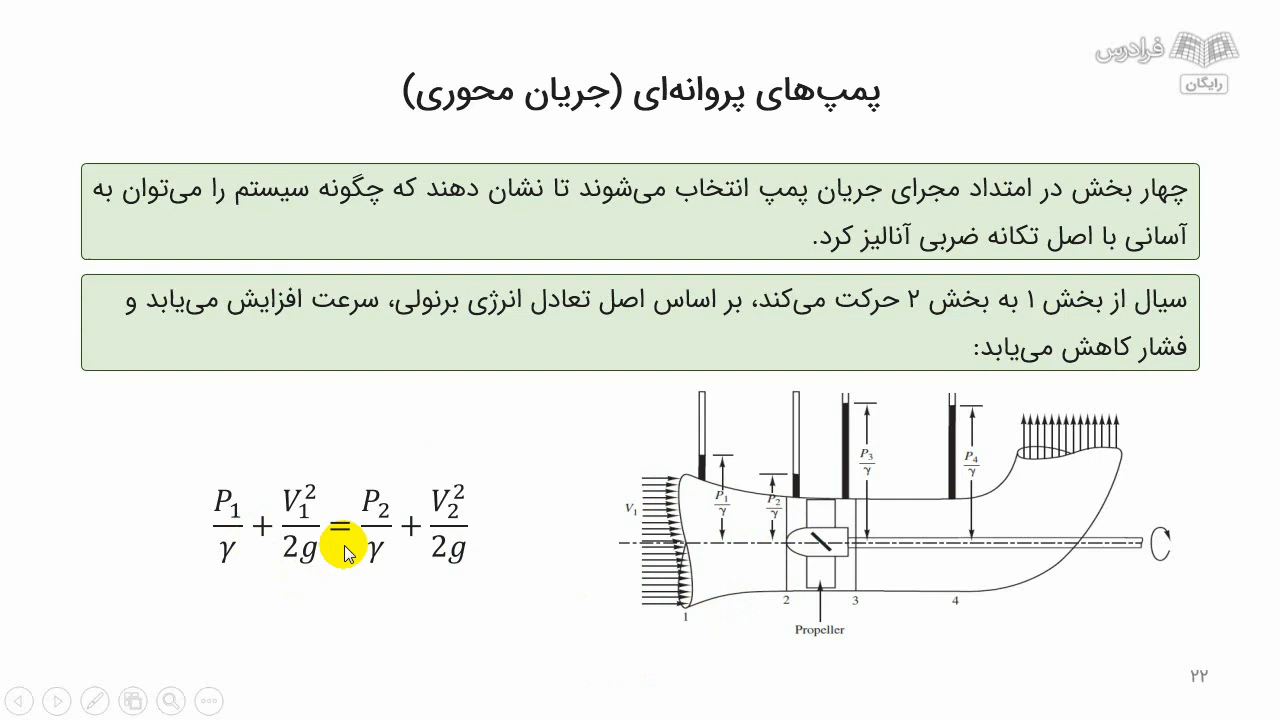 فرادرس
رایگان
پمپ‌های پروانه‌ای (جریان محوری)
چهار بخش در امتداد مجرای جریان پمپ انتخاب می‌شوند تا نشان دهند که چگونه سیستم را می‌توان به
آسانی با اصل تکانه ضربی آنالیز کرد.
سیال از بخش ۱ به بخش ۲ حرکت می‌کند، بر اساس اصل تعادل انرژی برنولی، سرعت افزایش می‌یابد و
فشار کاهش می‌یابد:
P₁/γ + V₁²/2g = P₂/γ + V₂²/2g
V₁
P₁/γ
P₂/γ
P₃/γ
P₄/γ
1
2
3
4
Propeller
۲۲